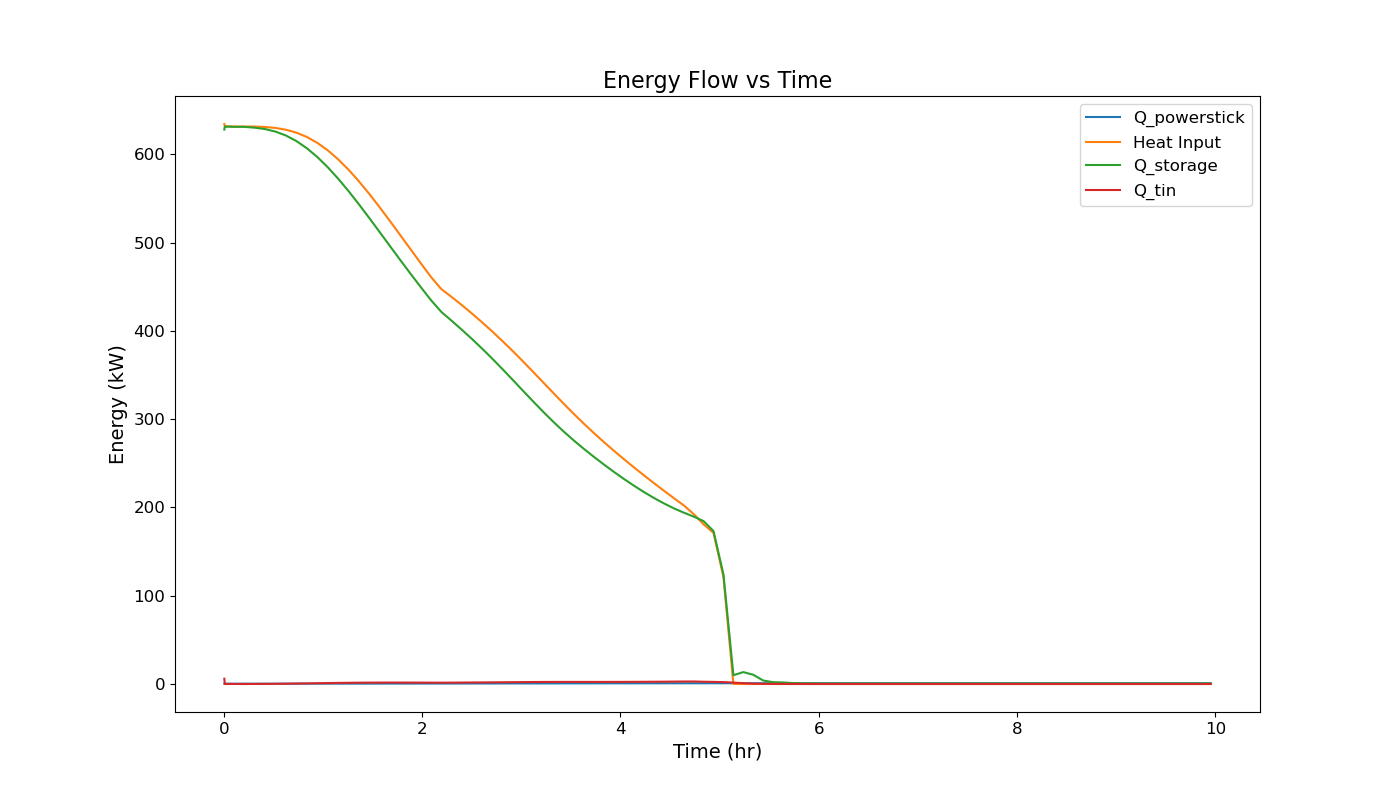 Energy Flow vs Time
Q_powerstick
Heat Input
Q_storage
Q_tin
600
500
400
300
200
100
0
Energy (kW)
0 2 4 6 8 10
Time (hr)